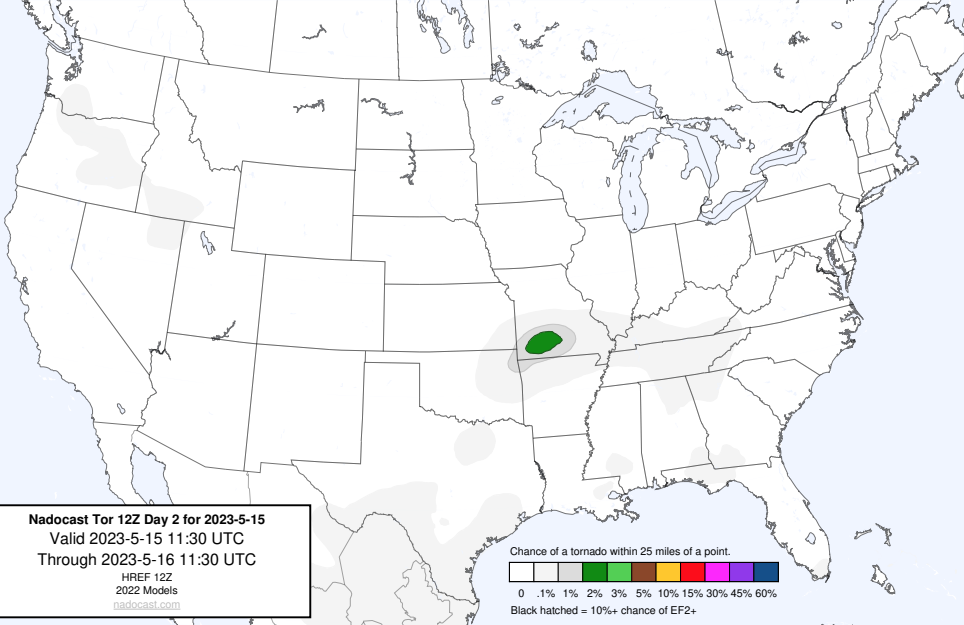 Nadocast Tor 12Z Day 2 for 2023-5-15
Valid 2023-5-15 11:30 UTC
Through 2023-5-16 11:30 UTC
HREF 12Z
2022 Models
nadocast.com
Chance of a tornado within 25 miles of a point.
0 .1% 1% 2% 3% 5% 10% 15% 30% 45% 60%
Black hatched = 10%+ chance of EF2+